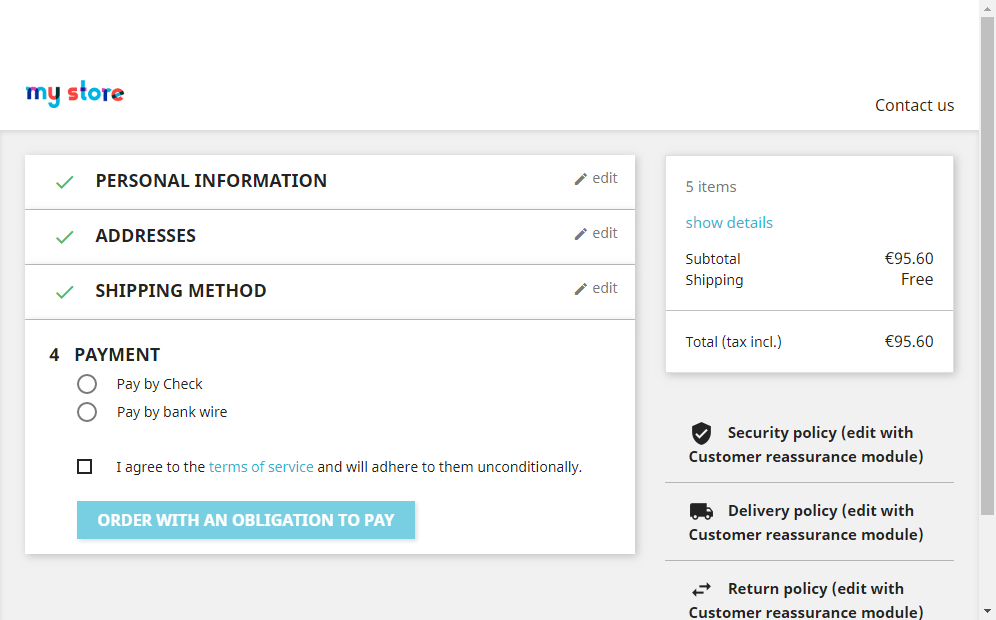 my store
Contact us
PERSONAL INFORMATION
edit
ADDRESSES
edit
SHIPPING METHOD
edit
4 PAYMENT
Pay by Check
Pay by bank wire
I agree to the terms of service and will adhere to them unconditionally.
ORDER WITH AN OBLIGATION TO PAY
5 items
show details
Subtotal €95.60
Shipping Free
Total (tax incl.) €95.60
Security policy (edit with
Customer reassurance module)
Delivery policy (edit with
Customer reassurance module)
Return policy (edit with
Customer reassurance module)